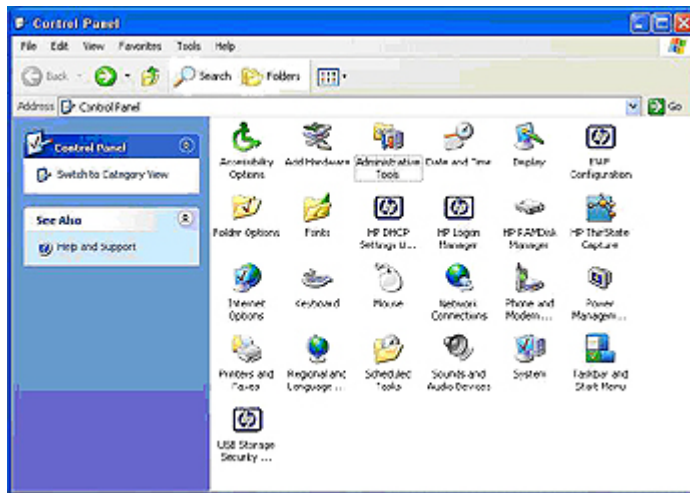 Control Panel
File Edit View Favorites Tools Help
Back Search Folders
Address Control Panel Go
Control Panel
Switch to Category View
See Also
Help and Support
Accessibility Options
Add Hardware
Administrative Tools
Date and Time
Display
EWF Configuration
Folder Options
Fonts
HP DHCP Settings U...
HP Logon Manager
HP RAMDisk Manager
HP ThinState Capture
Internet Options
Keyboard
Mouse
Network Connections
Phone and Modem ...
Power Managem...
Printers and Faxes
Regional and Language ...
Scheduled Tasks
Sounds and Audio Devices
System
Taskbar and Start Menu
USB Storage Security ...